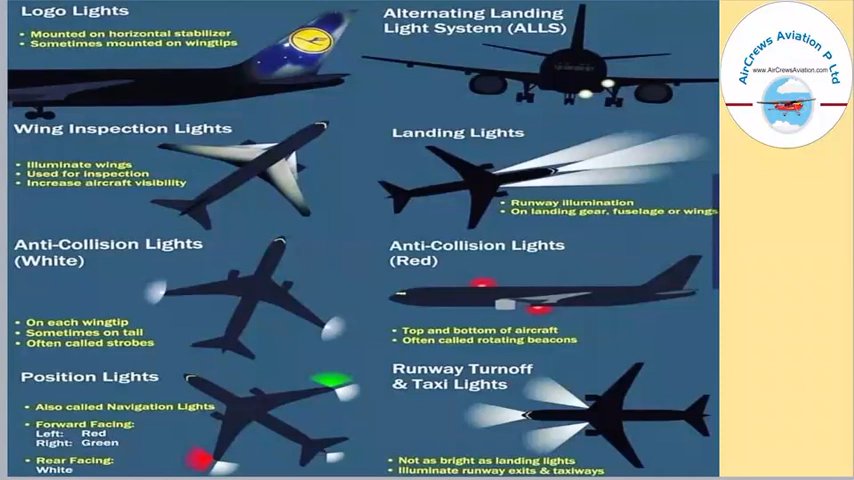 Logo Lights
• Mounted on horizontal stabilizer
• Sometimes mounted on wingtips
Alternating Landing
Light System (ALLS)
Wing Inspection Lights
• Illuminate wings
• Used for inspection
• Increase aircraft visibility
Landing Lights
• Runway illumination
• On landing gear, fuselage or wings
Anti-Collision Lights
(White)
• On each wingtip
• Sometimes on tail
• Often called strobes
Anti-Collision Lights
(Red)
• Top and bottom of aircraft
• Often called rotating beacons
Position Lights
• Also called Navigation Lights
• Forward Facing:
Left: Red
Right: Green
• Rear Facing:
White
Runway Turnoff
& Taxi Lights
• Not as bright as landing lights
• Illuminate runway exits & taxiways
AirCrews Aviation P Ltd
www.AirCrewsAviation.com